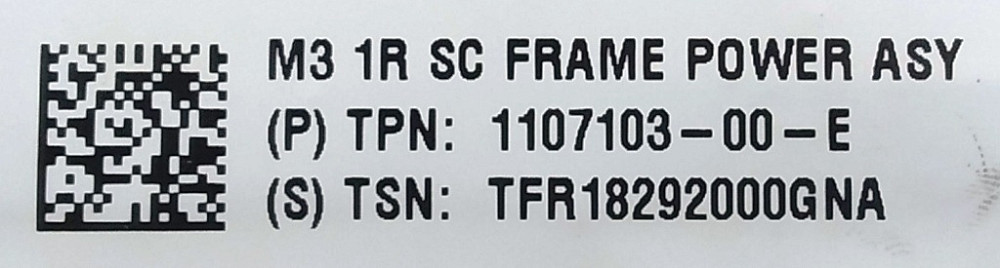 M3 1R SC FRAME POWER ASY
(P) TPN: 1107103-00-E
(S) TSN: TFR18292000GNA